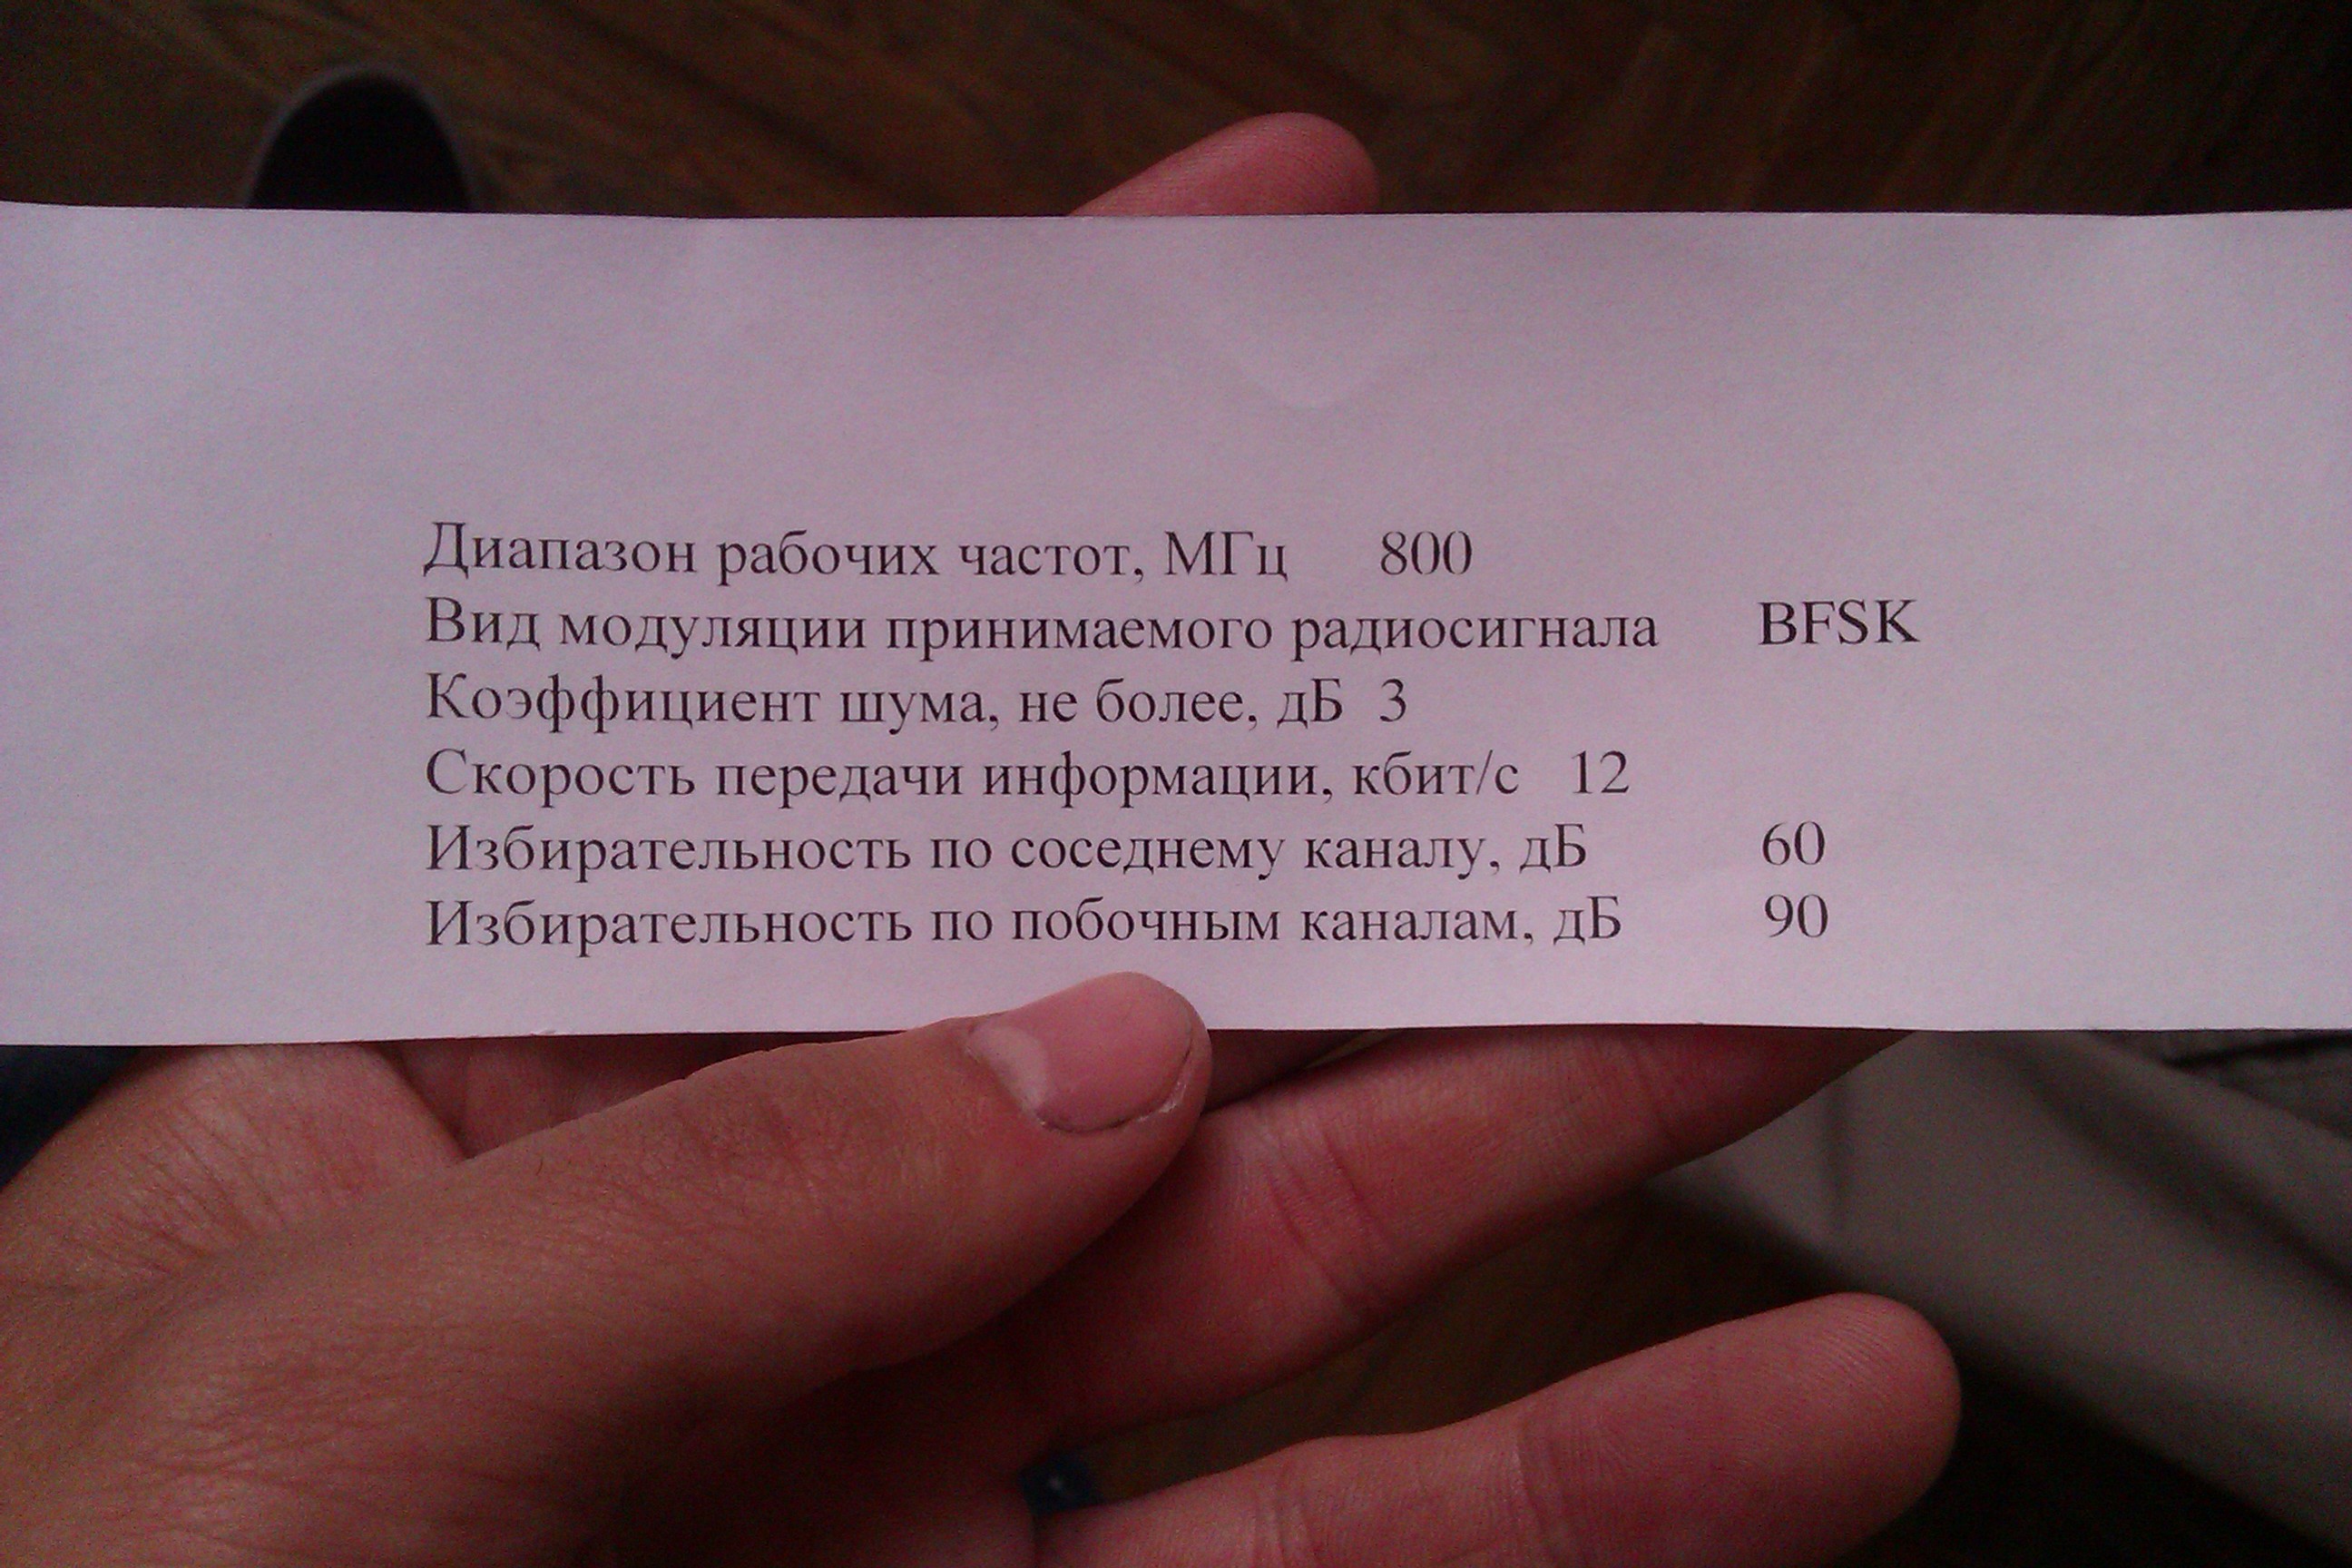 Диапазон рабочих частот, МГц 800
Вид модуляции принимаемого радиосигнала BFSK
Коэффициент шума, не более, дБ 3
Скорость передачи информации, кбит/с 12
Избирательность по соседнему каналу, дБ 60
Избирательность по побочным каналам, дБ 90